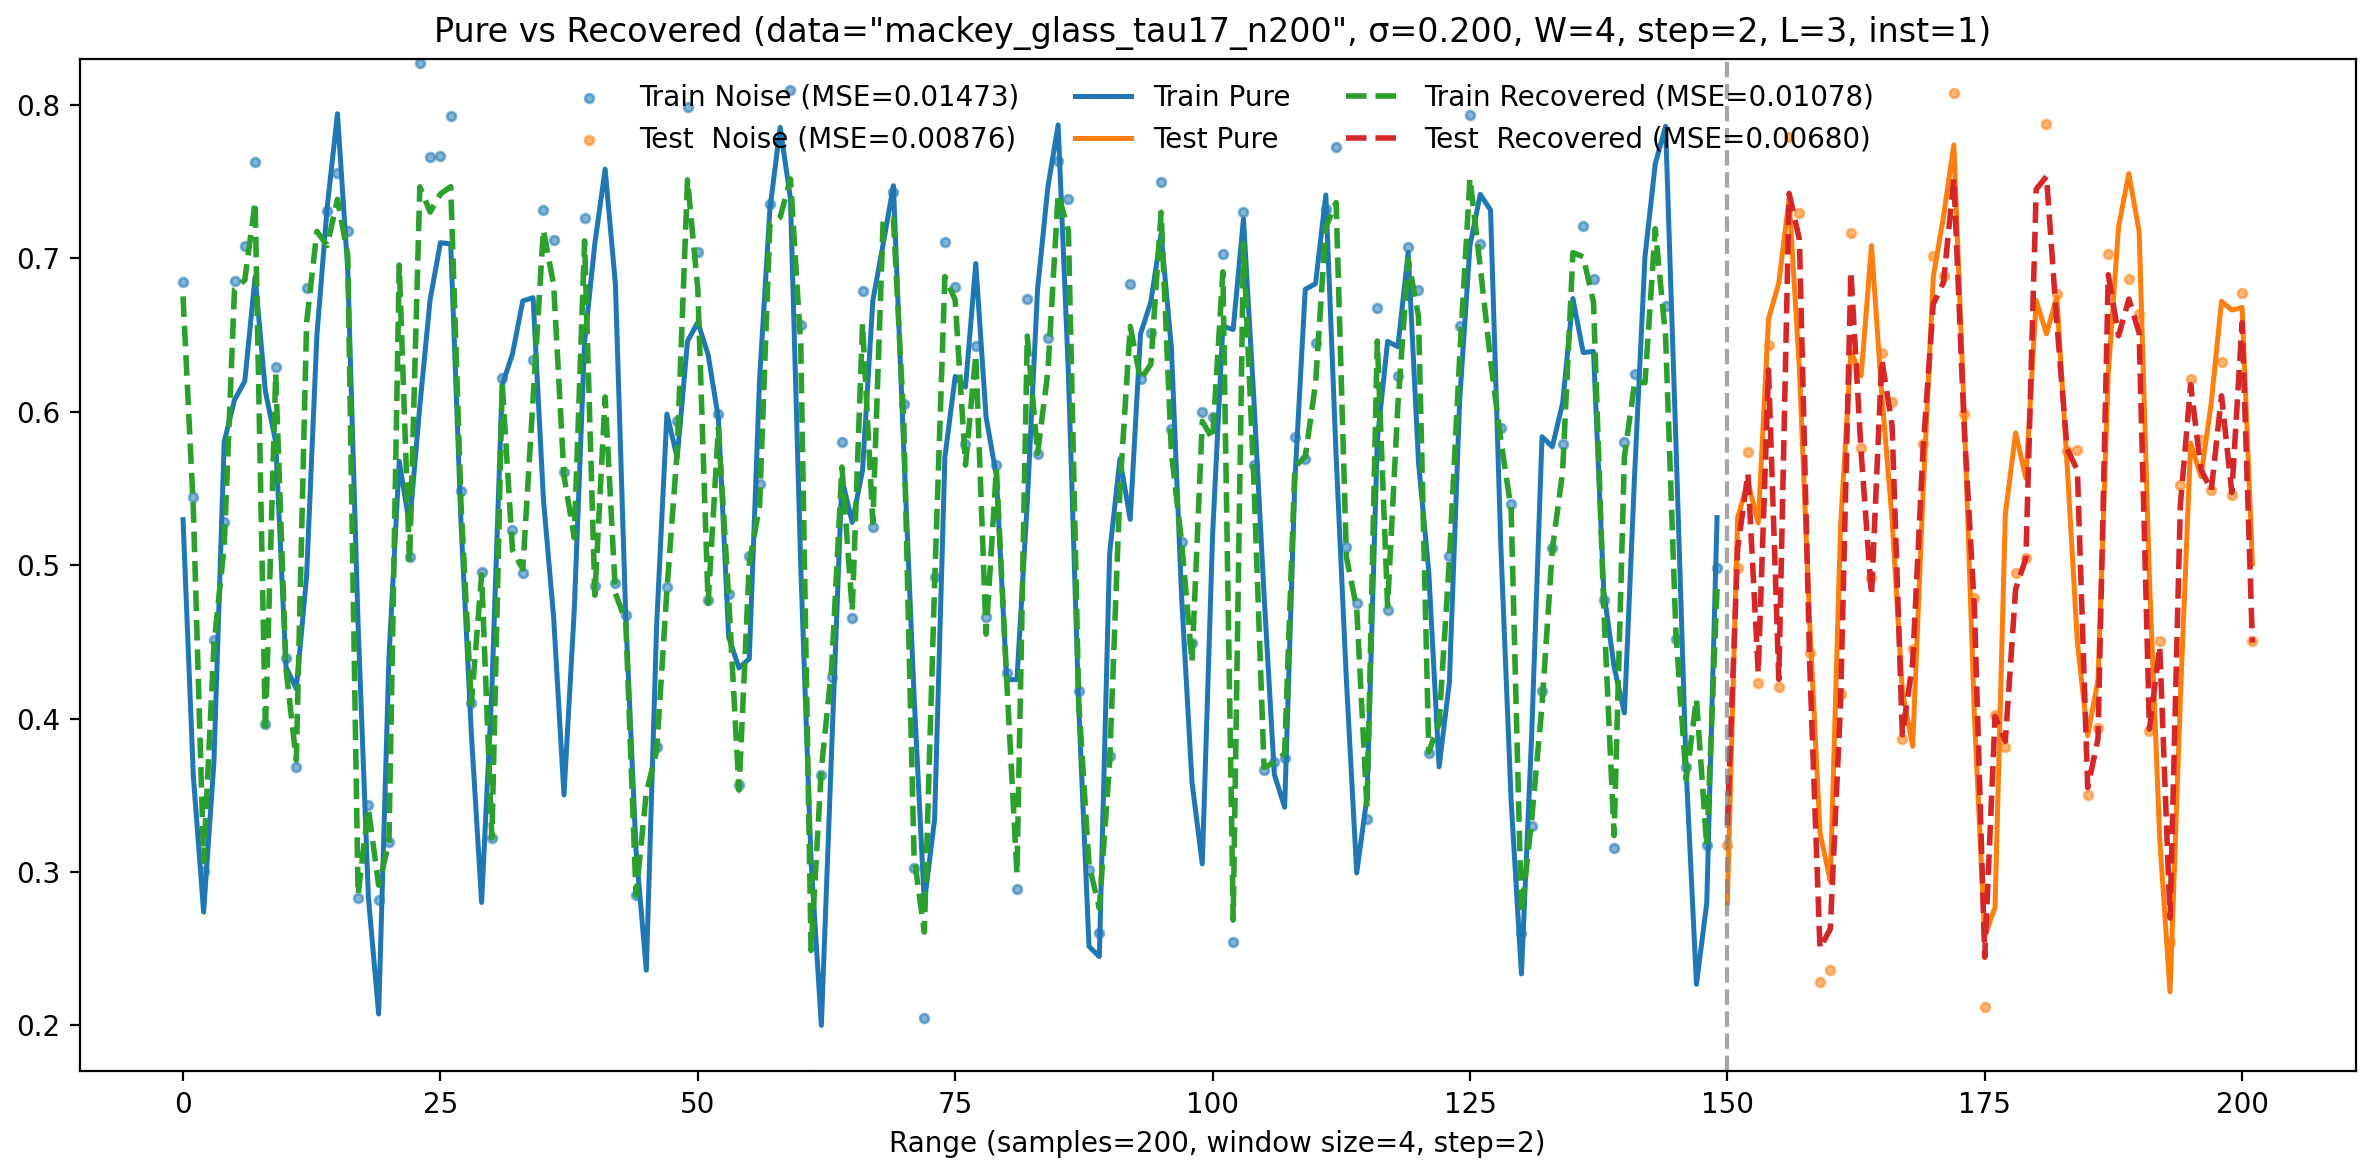 Pure vs Recovered (data="mackey_glass_tau17_n200", σ=0.200, W=4, step=2, L=3, inst=1)
Train Noise (MSE=0.01473)
Test  Noise (MSE=0.00876)
Train Pure
Test Pure
Train Recovered (MSE=0.01078)
Test  Recovered (MSE=0.00680)
0.8
0.7
0.6
0.5
0.4
0.3
0.2
0 25 50 75 100 125 150 175 200
Range (samples=200, window size=4, step=2)